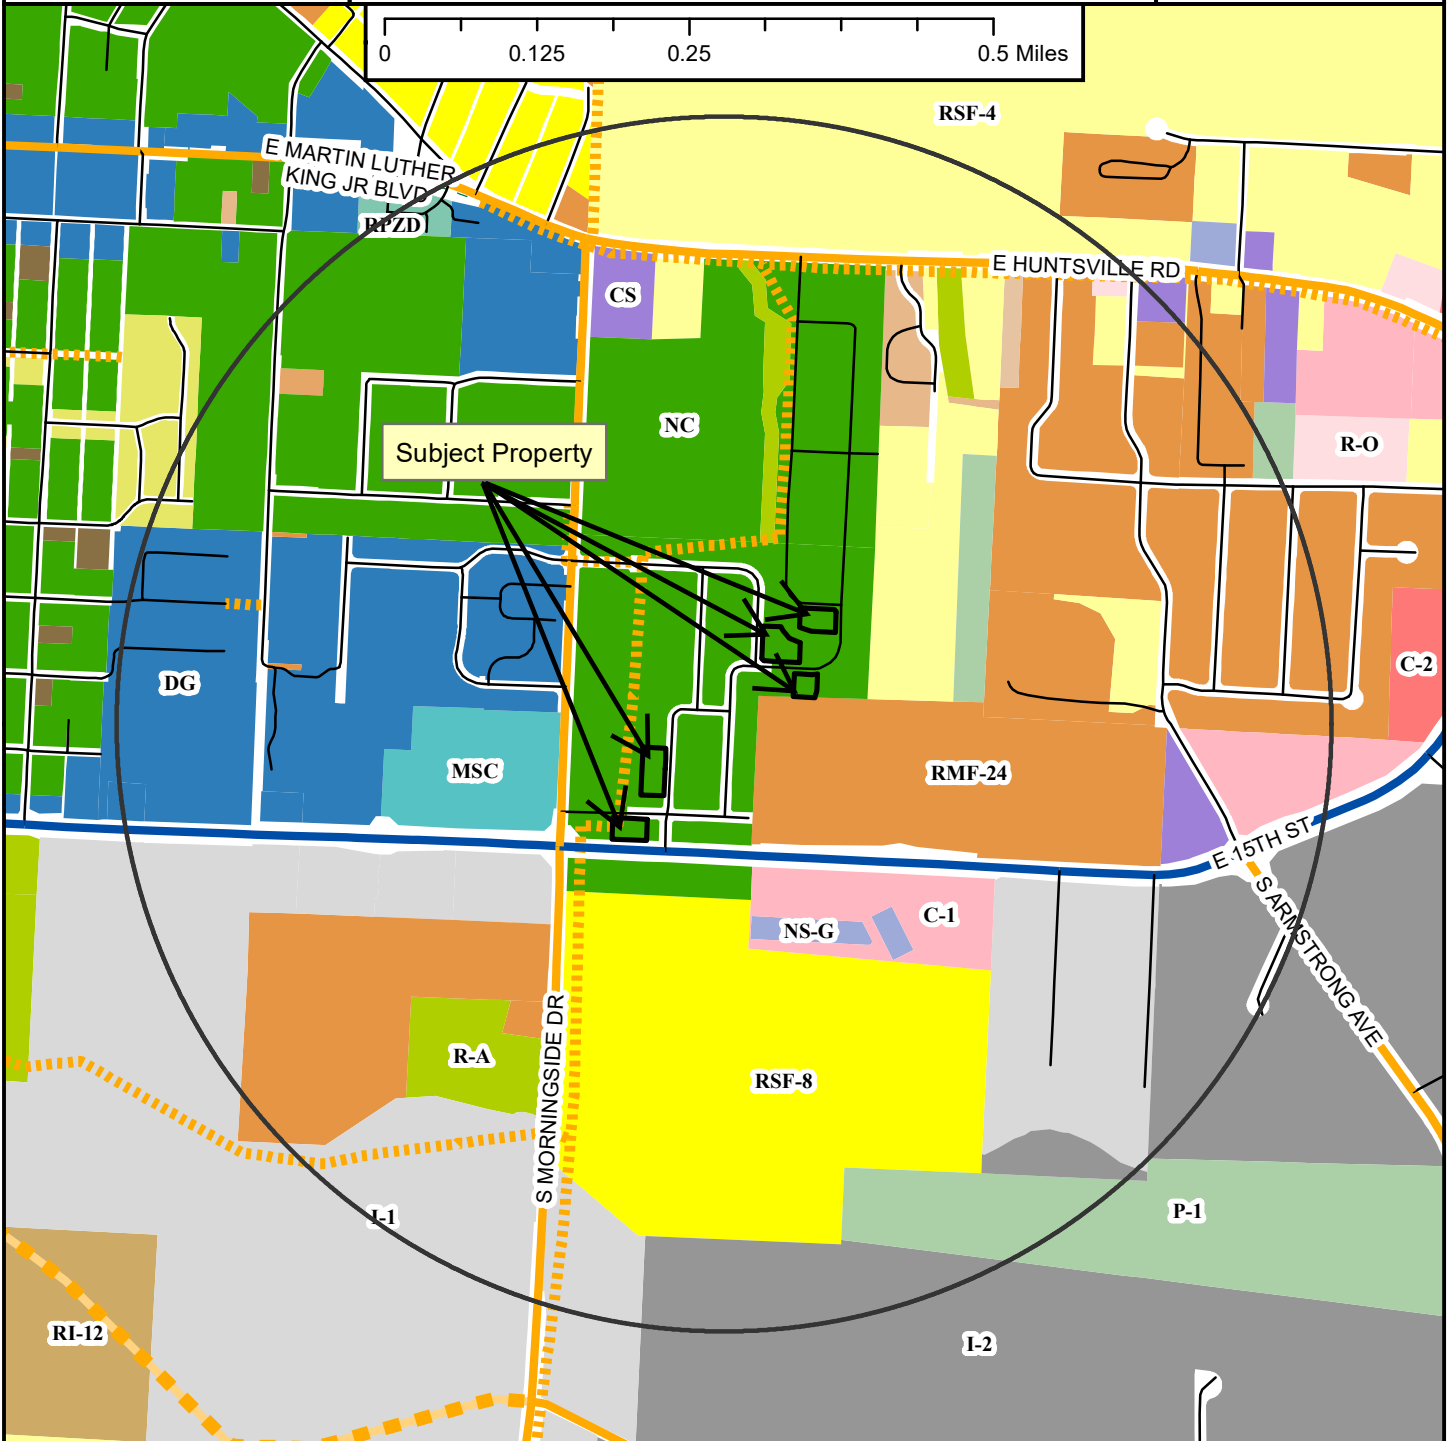 0 0.125 0.25 0.5 Miles
RSF-4
E MARTIN LUTHER
KING JR BLVD
RPZD
E HUNTSVILLE RD
CS
NC
R-O
Subject Property
C-2
DG
MSC
RMF-24
E 15TH ST
C-1
NS-G
S ARMSTRONG AVE
S MORNINGSIDE DR
R-A
RSF-8
I-1
P-1
RI-12
I-2